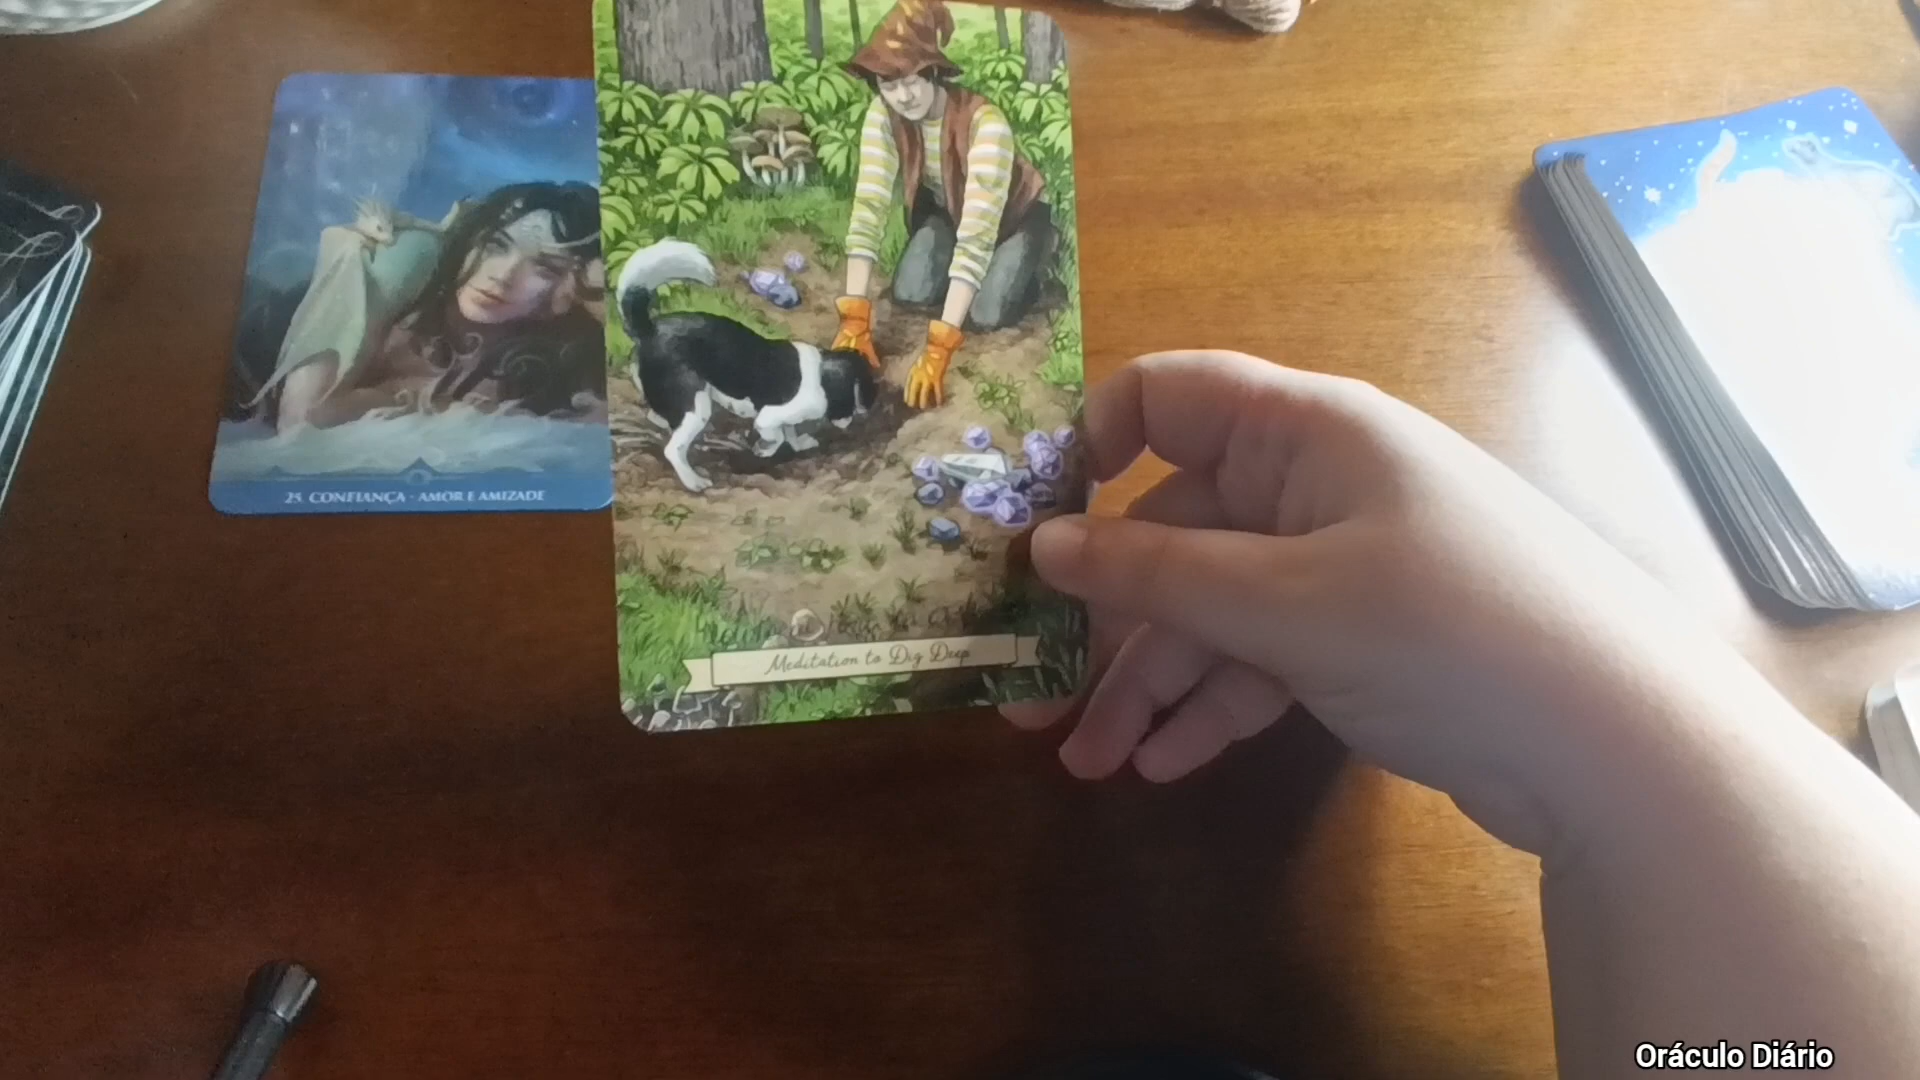 25. CONFIANÇA - AMOR E AMIZADE
Meditation to Dig Deep
Oráculo Diário